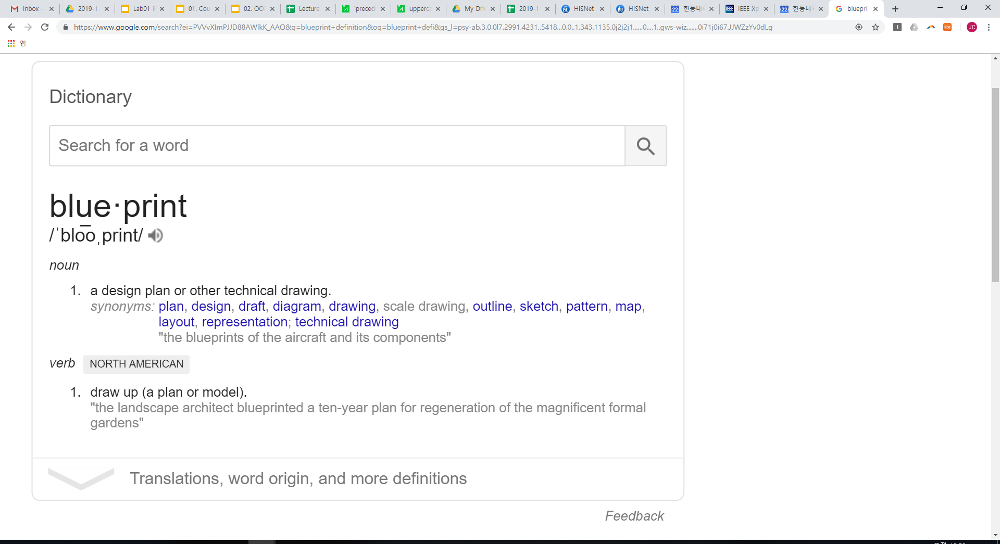 Inbox -
2019-1
Lab01 E
01. Cou
02. OOI
Lecture
'preced
upperca
My Driv
2019-1
HISNet
HISNet
한동대
IEEE Xp
한동대
blueprin
https://www.google.com/search?ei=PVVvXImPJJD88AWlkK_AAQ&q=blueprint+definition&oq=blueprint+defi&gs_l=psy-ab.3.0.0l7.2991.4231..5418...0.0..1.343.1135.0j2j2j1......0....1..gws-wiz.......0i71j0i67.JJWZzYv0dLg
앱
Dictionary
Search for a word
blue·print
/ˈblo͞oˌprint/
noun
1. a design plan or other technical drawing.
synonyms: plan, design, draft, diagram, drawing, scale drawing, outline, sketch, pattern, map,
layout, representation; technical drawing
"the blueprints of the aircraft and its components"
verb NORTH AMERICAN
1. draw up (a plan or model).
"the landscape architect blueprinted a ten-year plan for regeneration of the magnificent formal
gardens"
Translations, word origin, and more definitions
Feedback